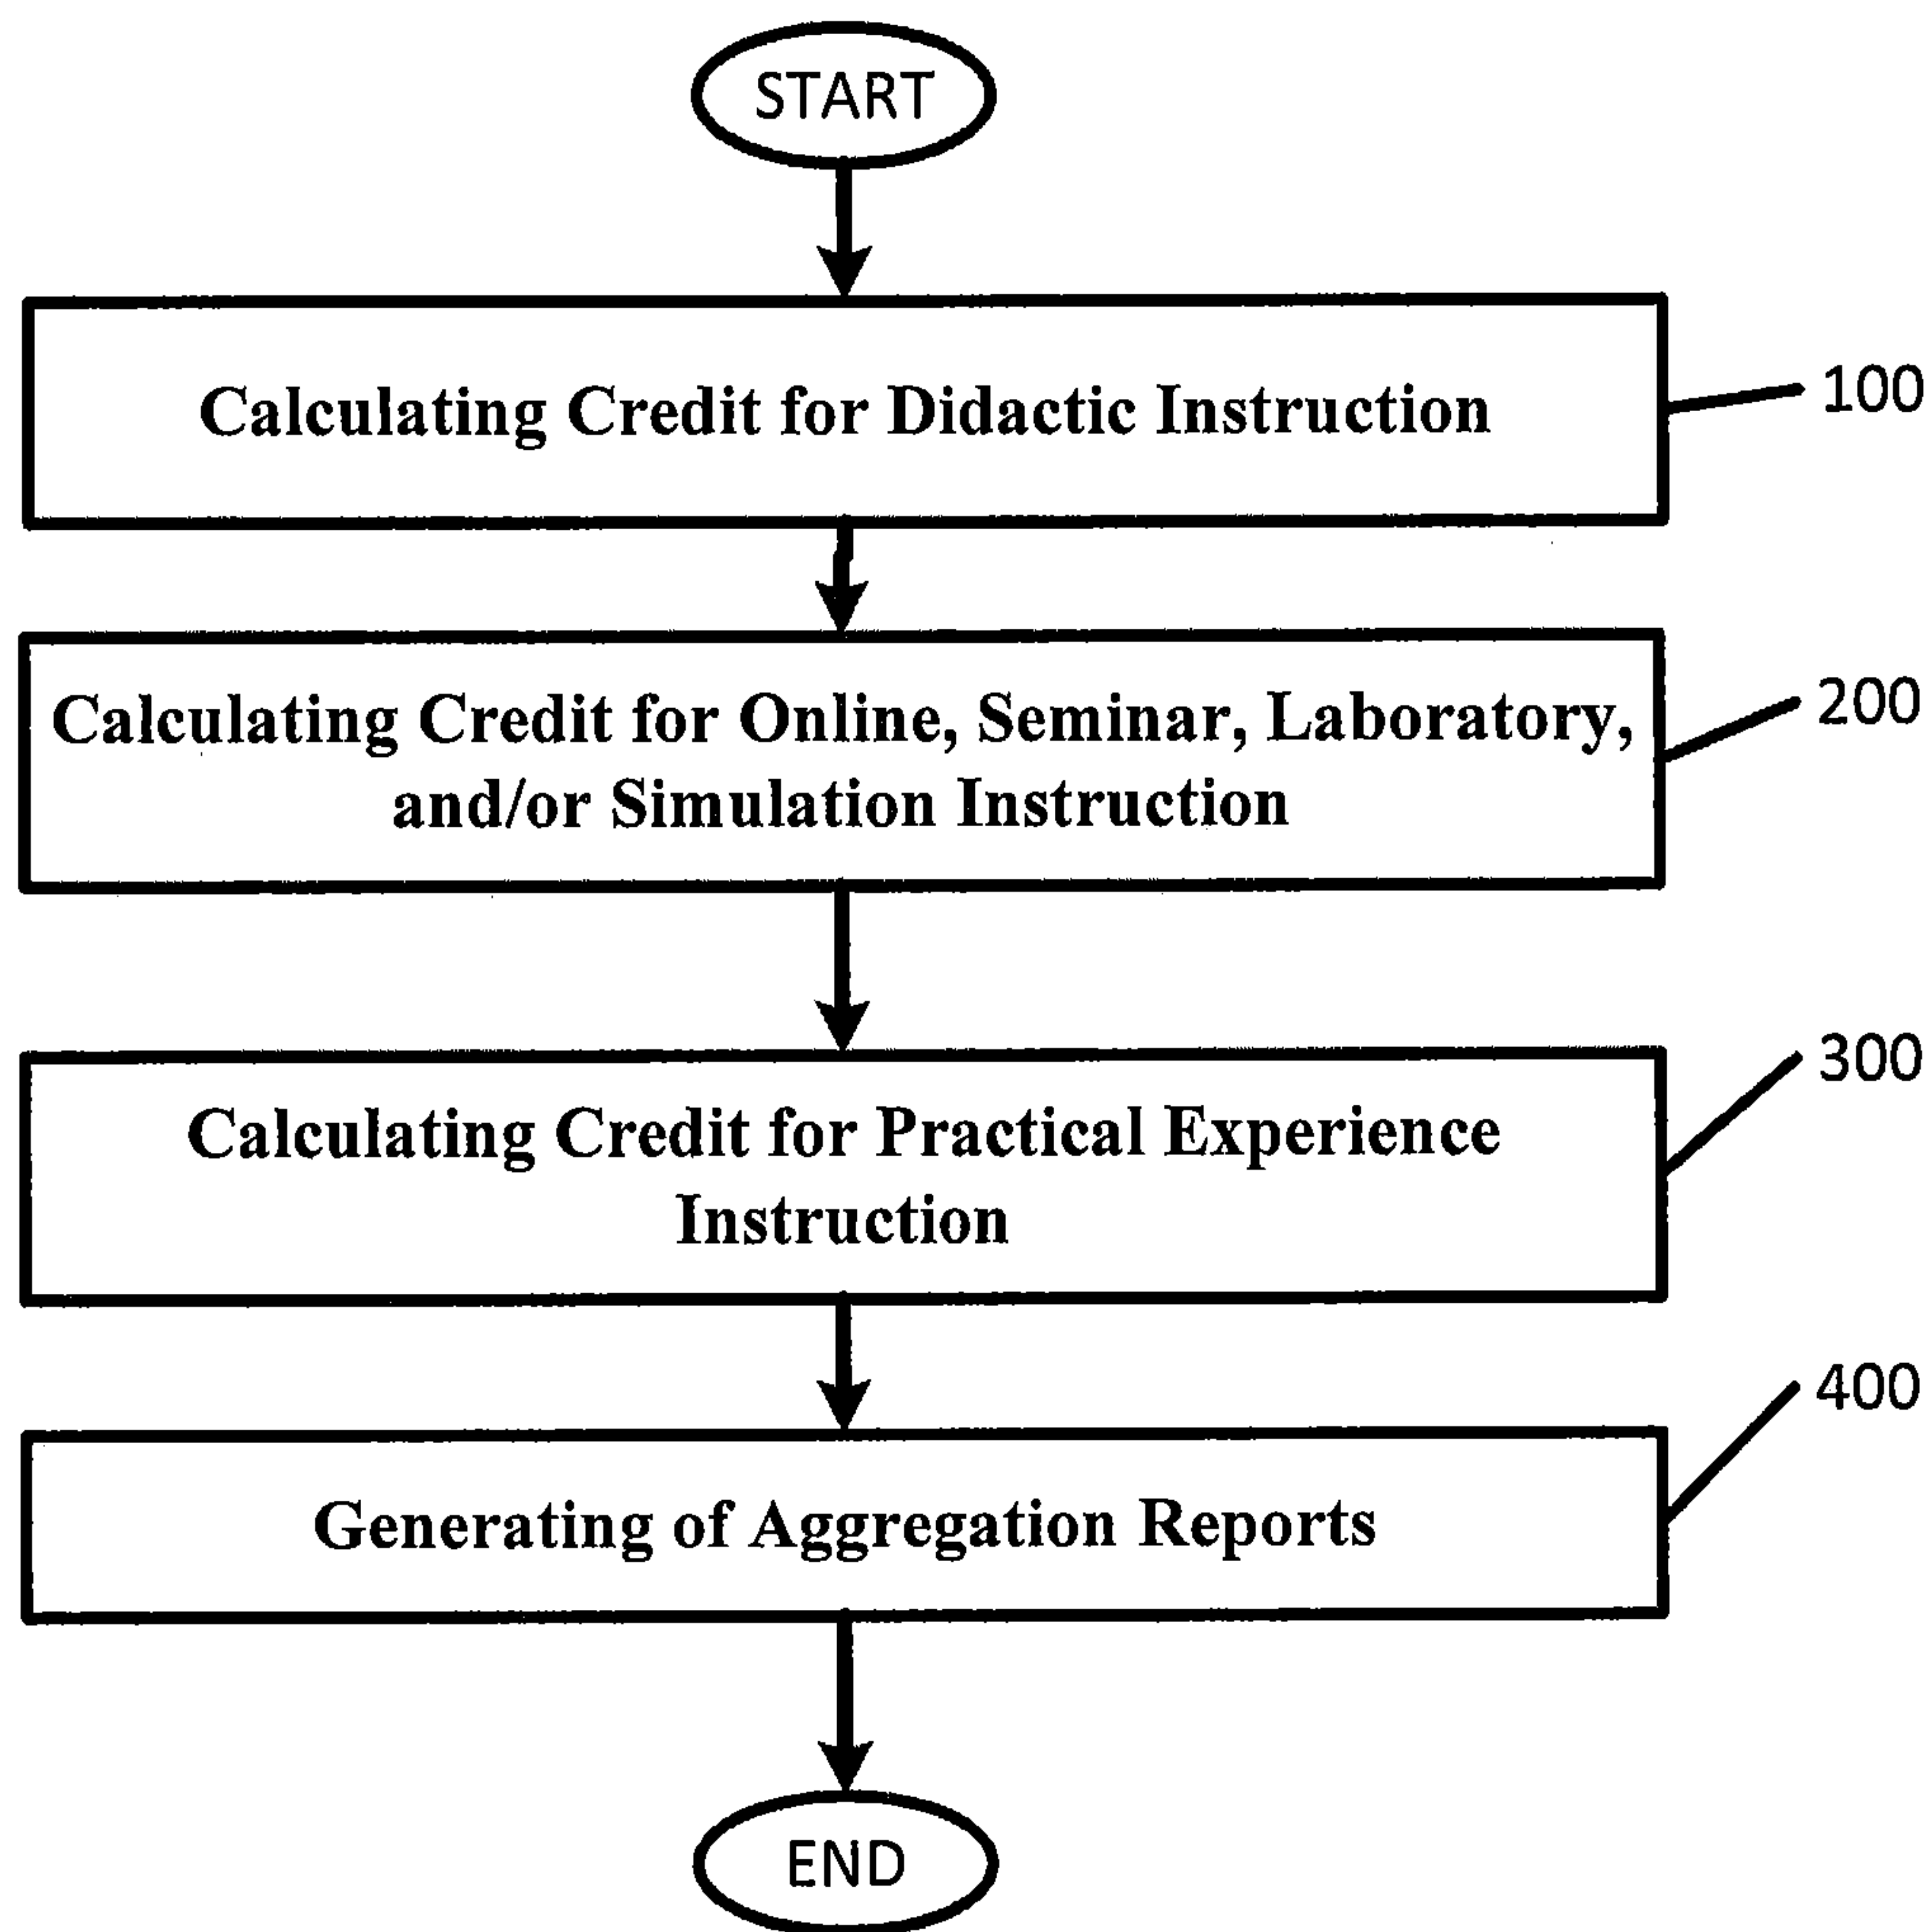 START
Calculating Credit for Didactic Instruction
100
Calculating Credit for Online, Seminar, Laboratory,
and/or Simulation Instruction
200
Calculating Credit for Practical Experience
Instruction
300
Generating of Aggregation Reports
400
END